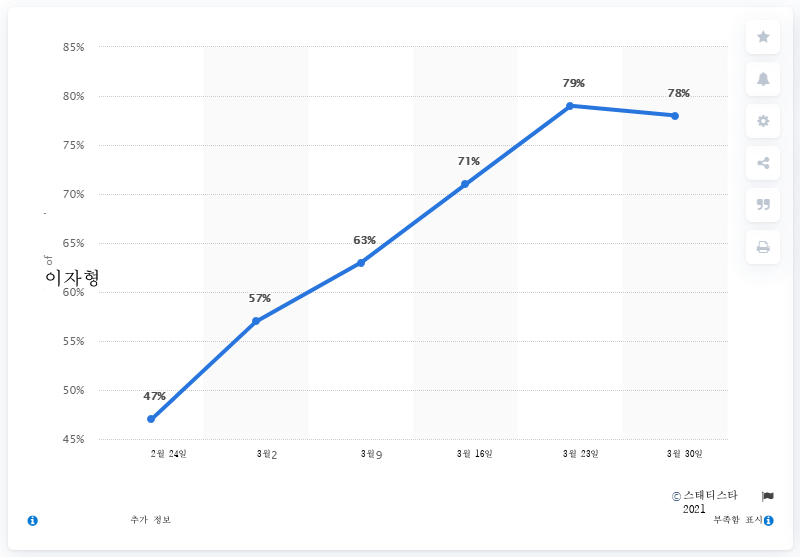 85%
80%
79%
78%
75%
71%
70%
65%
63%
of
이자형
60%
57%
55%
50%
47%
45%
2월 24일
3월2
3월9
3월 16일
3월 23일
3월 30일
© 스태티스타
2021
추가 정보
부족함 표시